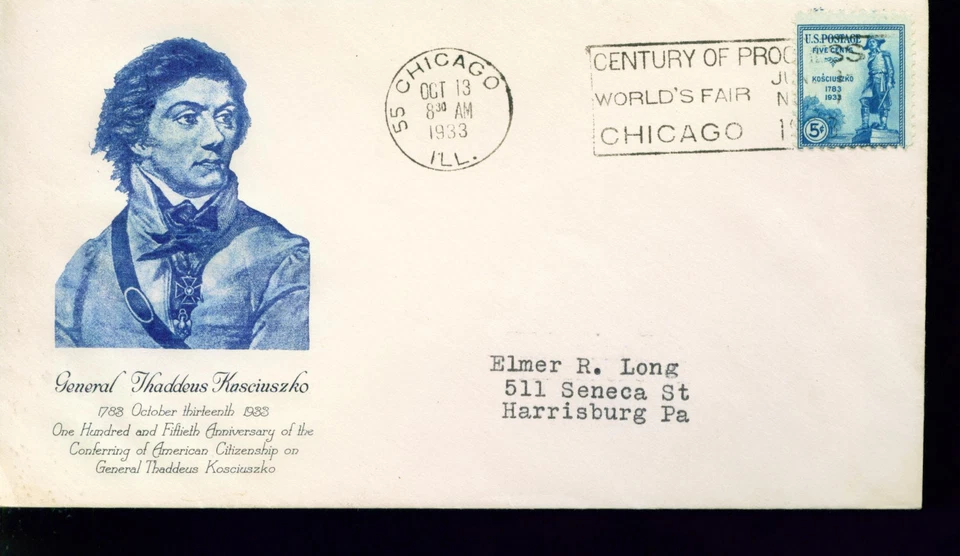 55 CHICAGO
OCT 13
8³⁰ AM
1933
ILL.
CENTURY OF PROGRESS
WORLD'S FAIR
CHICAGO
U.S. POSTAGE
FIVE CENTS
KOŚCIUSZKO
1783
1933
5¢
General Thaddeus Kosciuszko
1783 October thirteenth 1933
One Hundred and Fiftieth Anniversary of the
Conferring of American Citizenship on
General Thaddeus Kosciuszko
Elmer R. Long
511 Seneca St
Harrisburg Pa